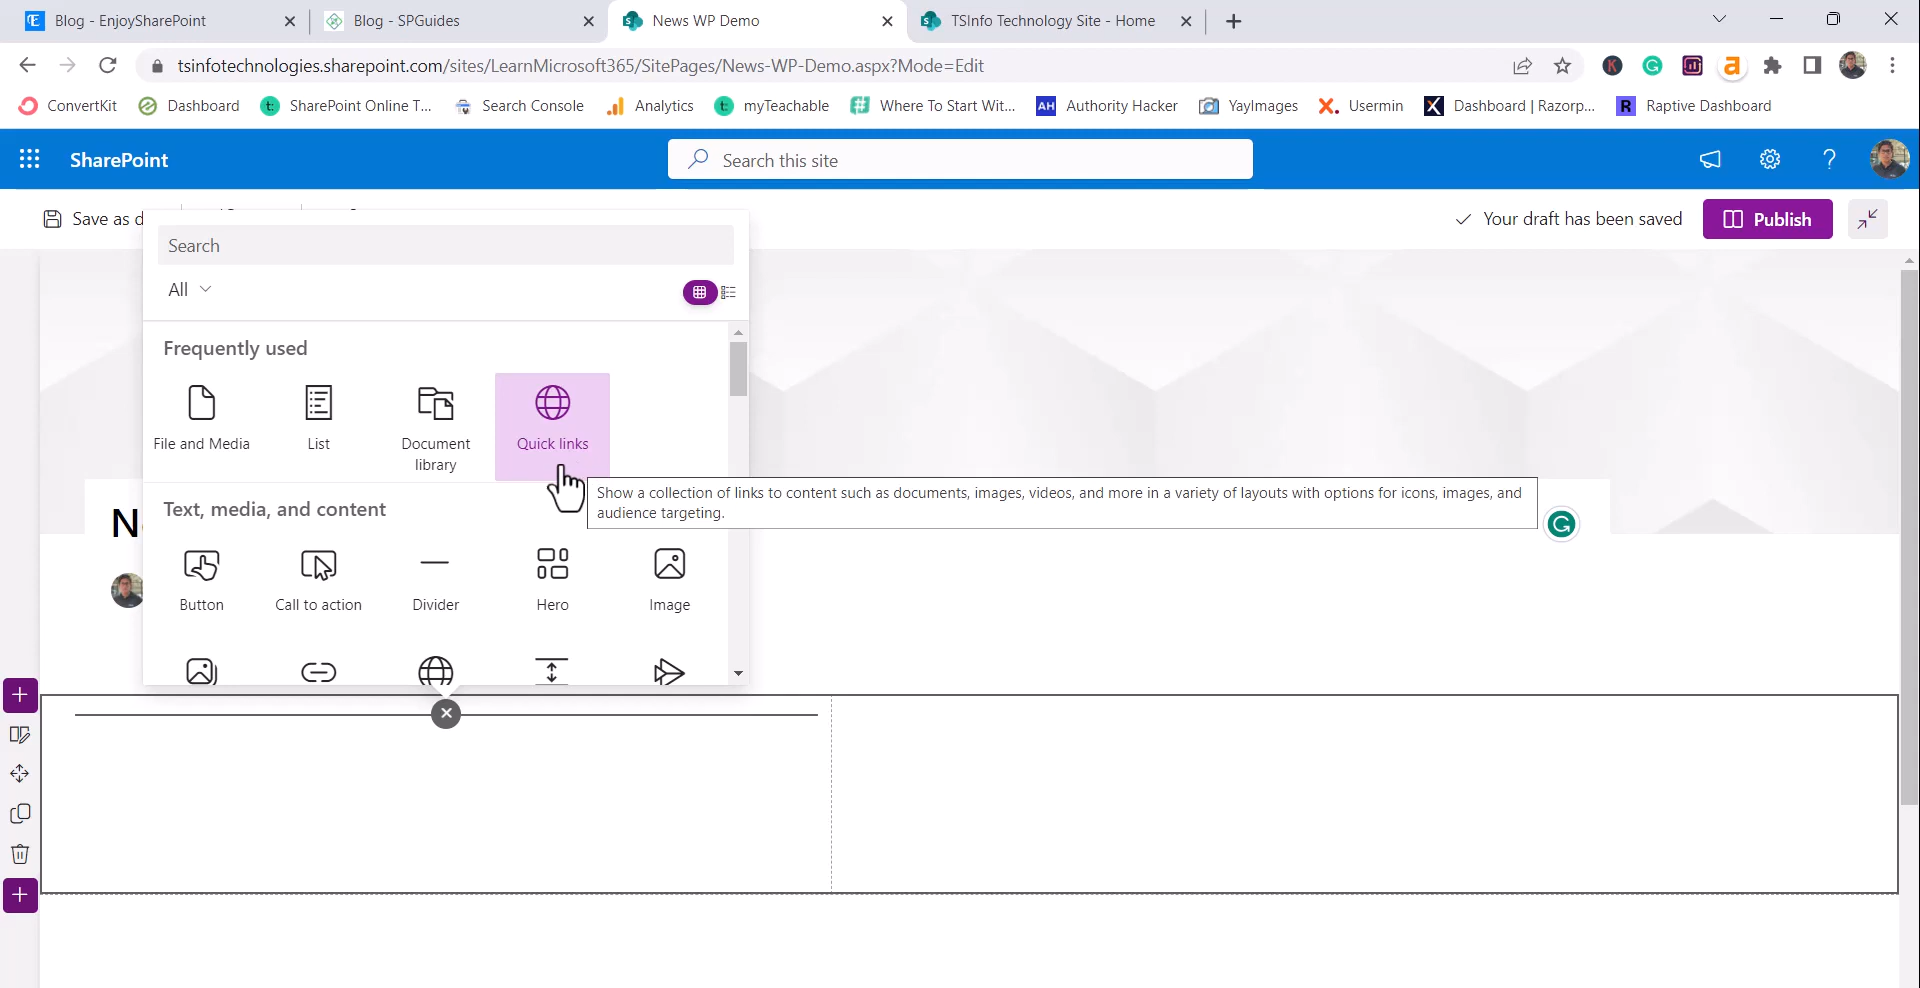 Blog - EnjoySharePoint
Blog - SPGuides
News WP Demo
TSInfo Technology Site - Home
tsinfotechnologies.sharepoint.com/sites/LearnMicrosoft365/SitePages/News-WP-Demo.aspx?Mode=Edit
ConvertKit
Dashboard
SharePoint Online T...
Search Console
Analytics
myTeachable
Where To Start Wit...
AH Authority Hacker
YayImages
Usermin
Dashboard | Razorp...
R Raptive Dashboard
SharePoint
Search this site
Save as d
Your draft has been saved
Publish
Search
All
Frequently used
File and Media
List
Document
library
Quick links
Show a collection of links to content such as documents, images, videos, and more in a variety of layouts with options for icons, images, and
audience targeting.
Text, media, and content
Button
Call to action
Divider
Hero
Image